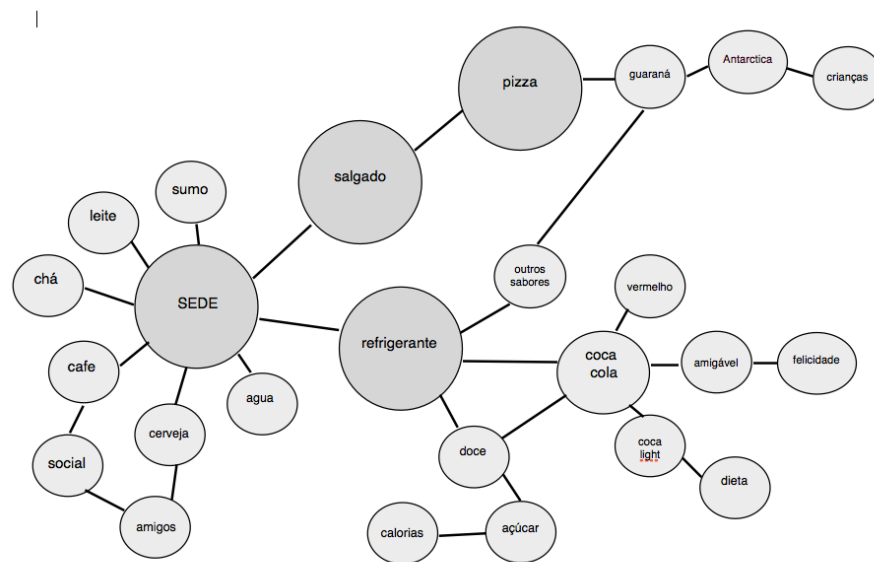 Antarctica
pizza
guaraná
crianças
salgado
sumo
leite
outros
sabores
chá
vermelho
SEDE
refrigerante
coca
cola
amigável
felicidade
cafe
agua
cerveja
doce
coca
light
social
dieta
amigos
calorias
açúcar